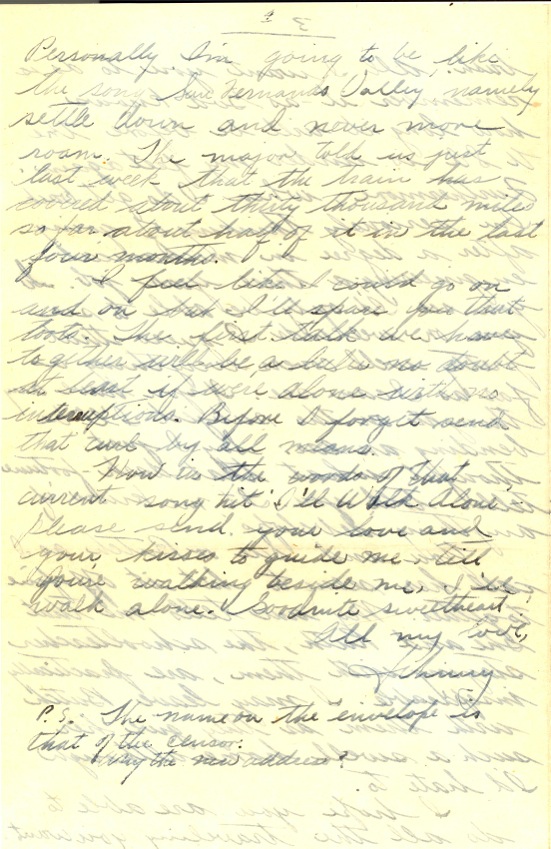 3
Personally I'm going to be, like
the song San Fernando Valley, namely
settle down and never more
roam. The major told us just
last week that the train has
covered about thirty thousand miles
so far about half of it in the last
four months.
I feel like I could go on
and on but I'll spare you that
The first talk we have
together will be a no doubt
at least if we're alone with no
interruptions. Before I forget send
that curl by all means.
Now in the words of that
current song hit "I'll Walk Alone",
please send your love and
your kisses to guide me. till
you're walking beside me, I'll
walk alone. Goodnite sweetheart.
All my love,
Johnny
P.S. The name on the envelope is
that of the censor.
the new address?